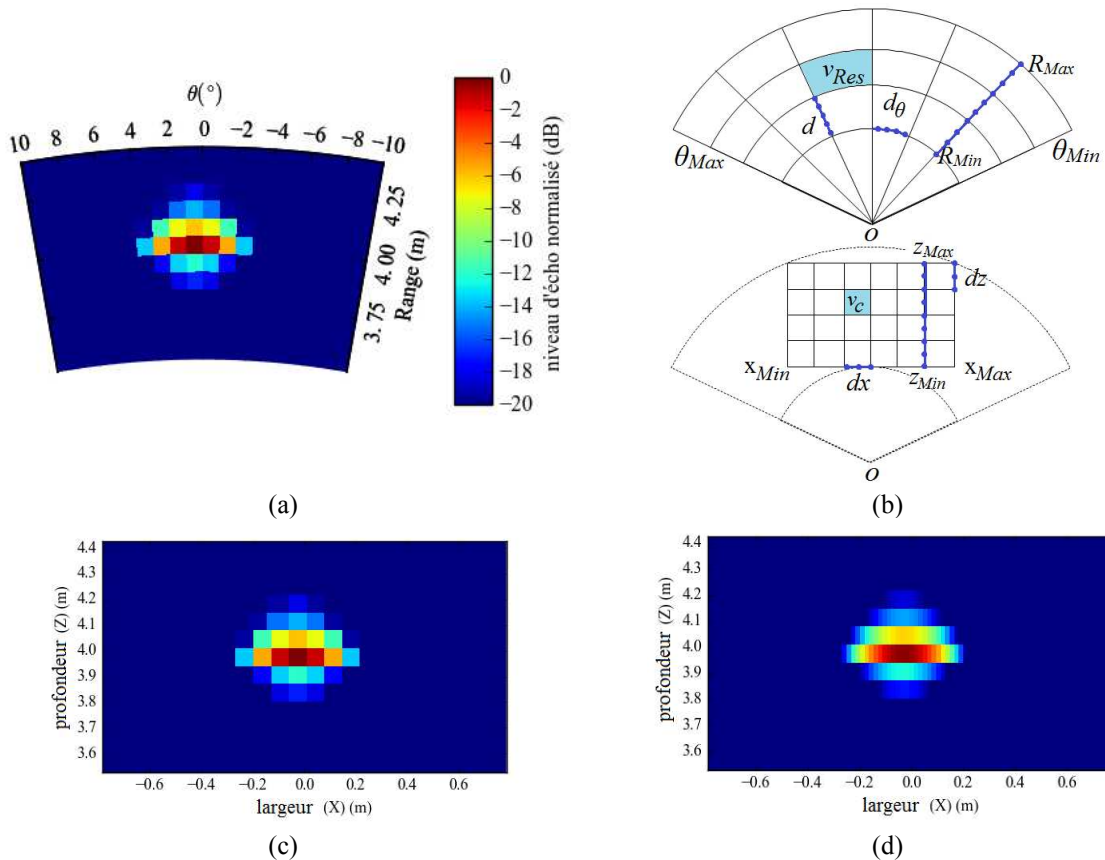 θ(°)
10 8 6 4 2 0 −2 −4 −6 −8 −10
4.25
4.00
3.75
Range (m)
0
−2
−4
−6
−8
−10
−12
−14
−16
−18
−20
niveau d'écho normalisé (dB)
(a)
v_Res
R_Max
d
d_θ
R_Min
θ_Max
θ_Min
o
z_Max
dz
v_c
x_Min
dx
z_Min
x_Max
o
(b)
4.4
4.3
4.2
4.1
4.0
3.9
3.8
3.7
3.6
profondeur (Z) (m)
−0.6 −0.4 −0.2 0.0 0.2 0.4 0.6
largeur (X) (m)
(c)
4.4
4.3
4.2
4.1
4.0
3.9
3.8
3.7
3.6
profondeur (Z) (m)
−0.6 −0.4 −0.2 0.0 0.2 0.4 0.6
largeur (X) (m)
(d)